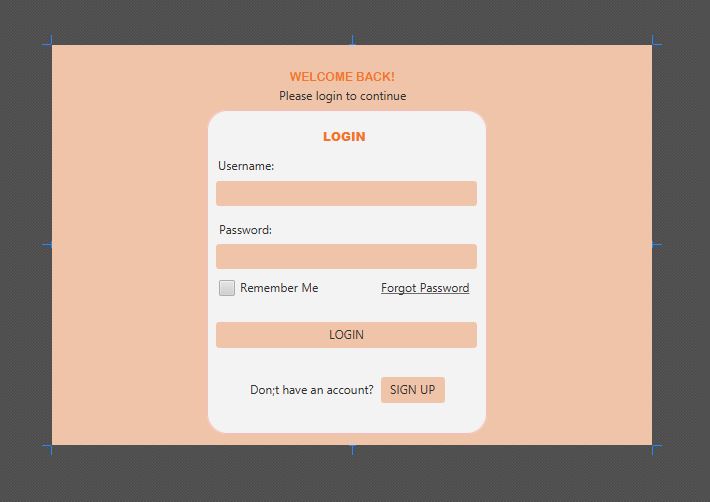 WELCOME BACK!
Please login to continue
LOGIN
Username:
Password:
Remember Me Forgot Password
LOGIN
Don;t have an account? SIGN UP